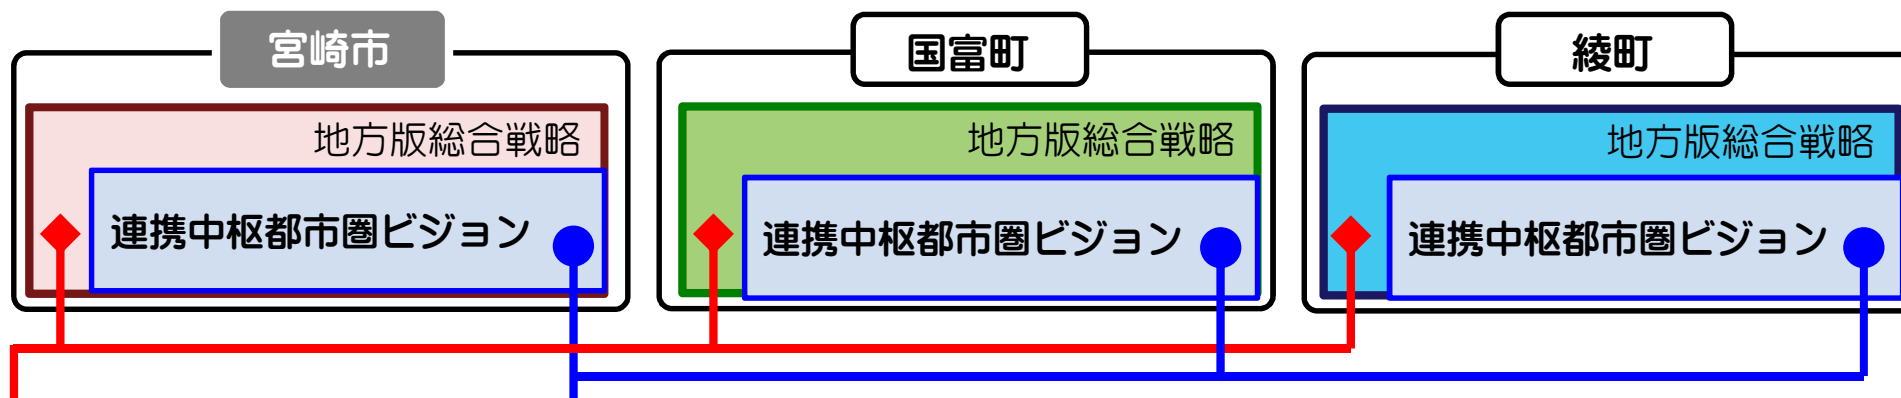 宮崎市
国富町
綾町
地方版総合戦略
地方版総合戦略
地方版総合戦略
連携中枢都市圏ビジョン
連携中枢都市圏ビジョン
連携中枢都市圏ビジョン